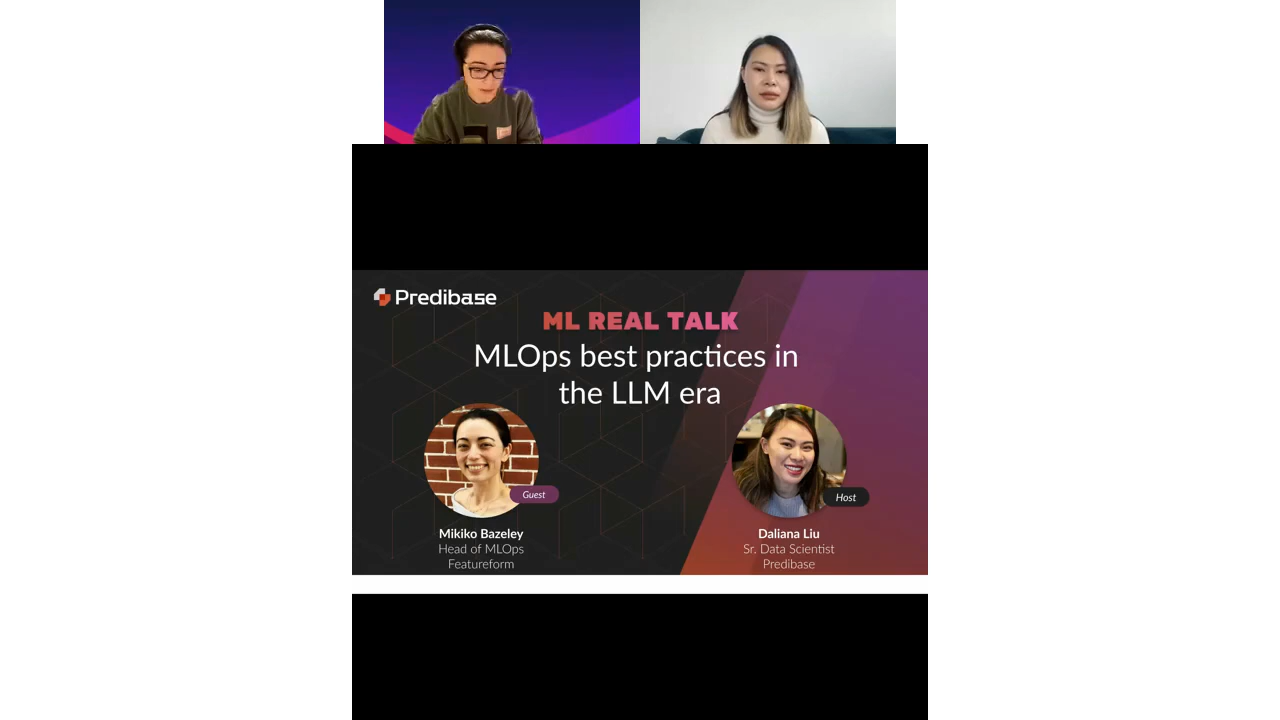 Predibase
ML REAL TALK
MLOps best practices in
the LLM era
Guest
Host
Mikiko Bazeley
Head of MLOps
Featureform
Daliana Liu
Sr. Data Scientist
Predibase